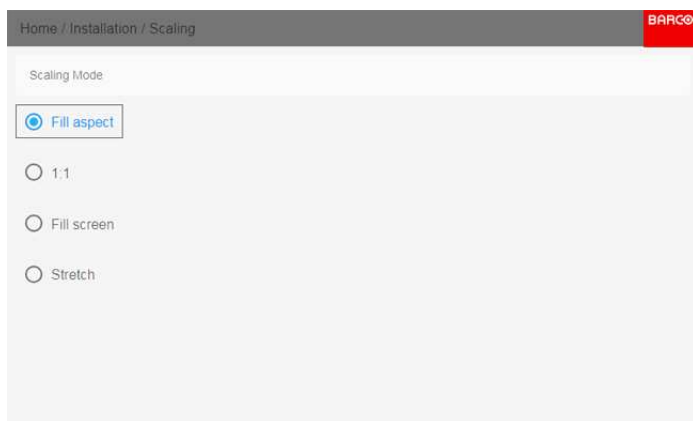 Home / Installation / Scaling
BARCO
Scaling Mode
Fill aspect
1:1
Fill screen
Stretch